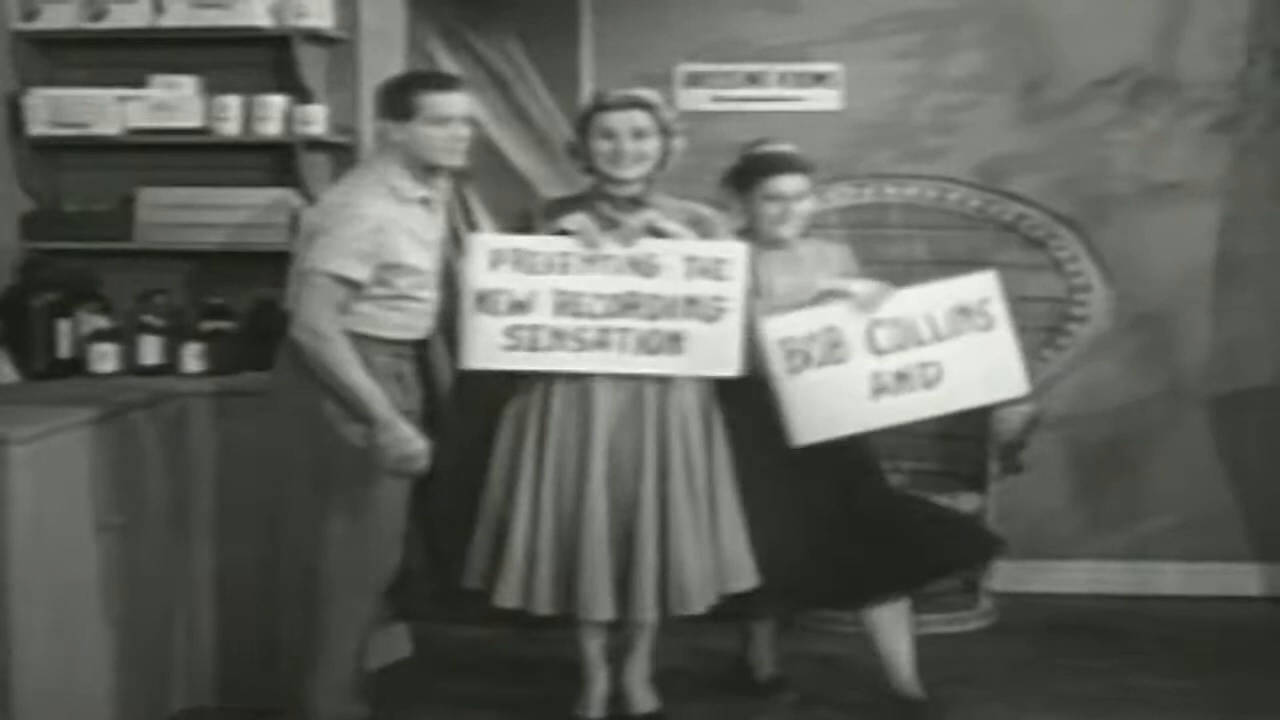 PRESENTING THE
NEW RECORDING
SENSATION
BOB COLLINS
AND